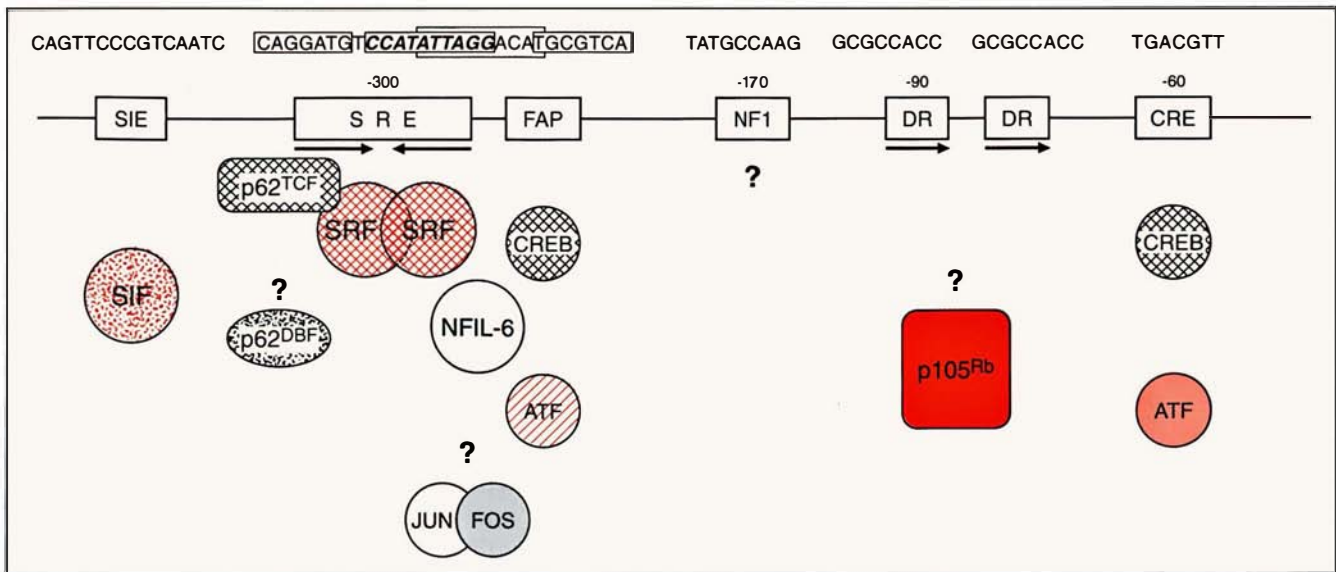 CAGTTCCCGTCAATC CAGGATGTCCATATTAGGACATGCGTCA TATGCCAAG GCGCCACC GCGCCACC TGACGTT
-300 -170 -90 -60
SIE S R E FAP NF1 DR DR CRE
?
p62TCF
SRF SRF
CREB CREB
SIF
? ?
p62DBF NFIL-6
p105Rb
ATF ATF
?
JUN FOS